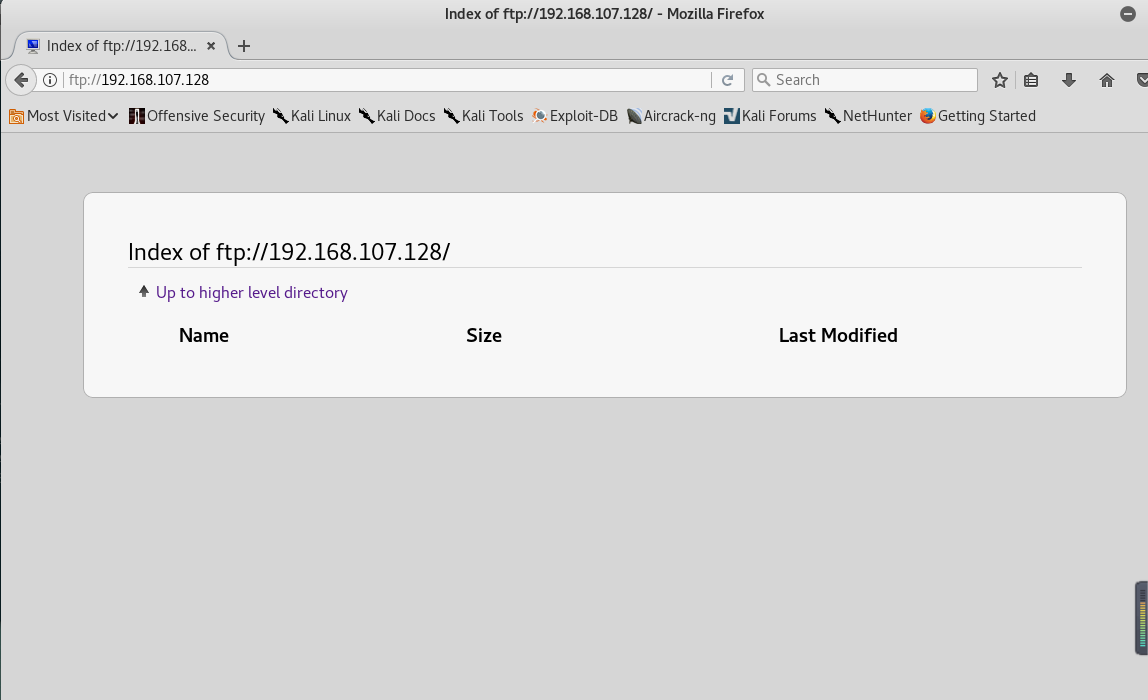 Index of ftp://192.168.107.128/ - Mozilla Firefox
Index of ftp://192.168...
ftp://192.168.107.128
Search
Most Visited Offensive Security Kali Linux Kali Docs Kali Tools Exploit-DB Aircrack-ng Kali Forums NetHunter Getting Started
Index of ftp://192.168.107.128/
Up to higher level directory
Name Size Last Modified